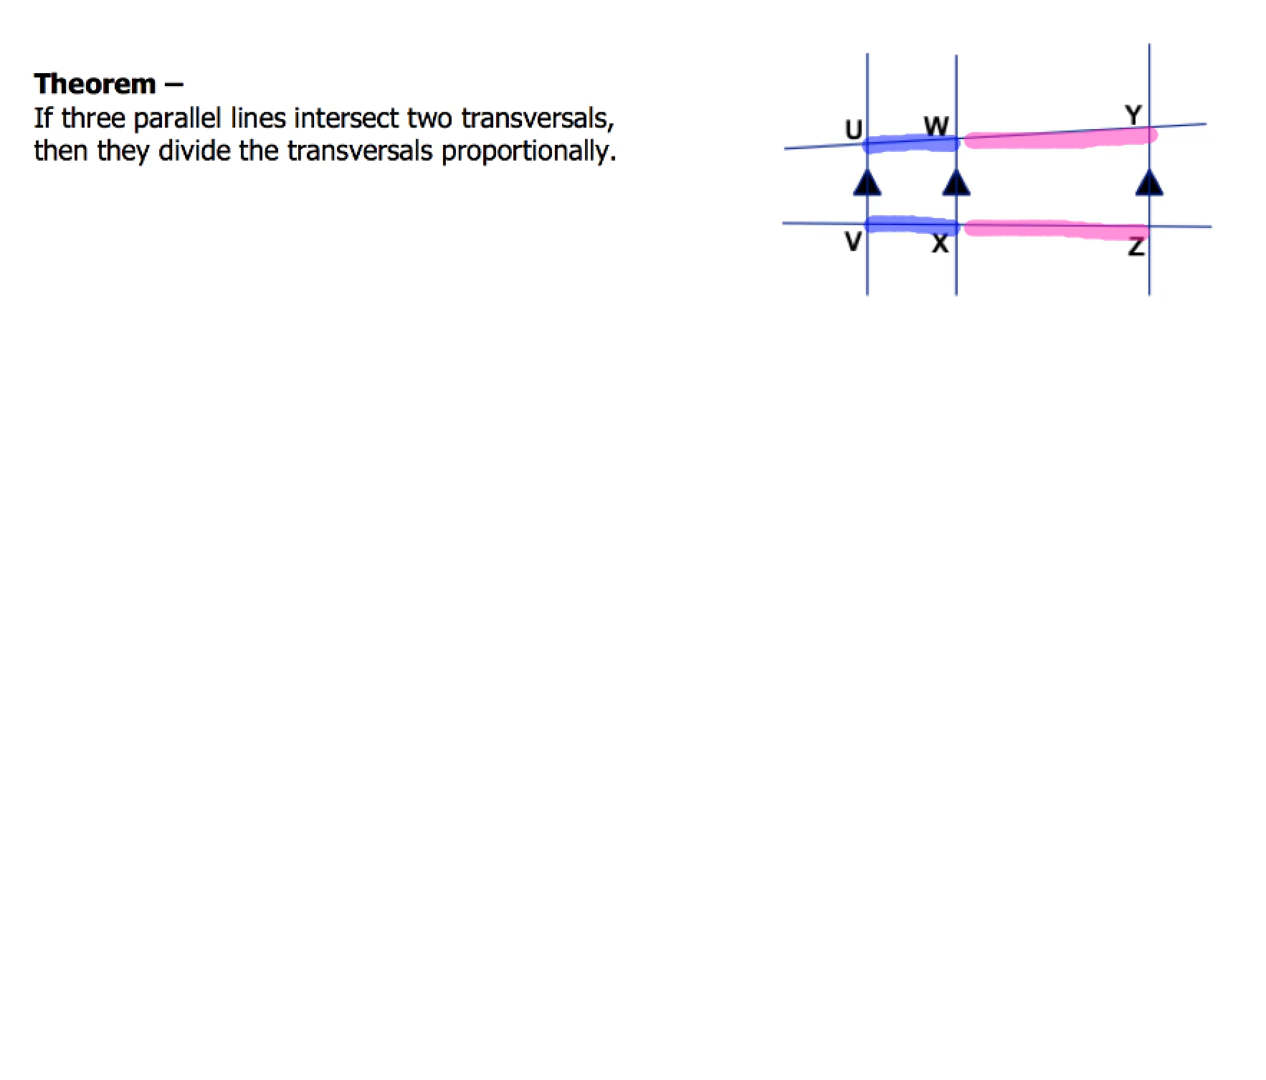 Theorem –
If three parallel lines intersect two transversals,
then they divide the transversals proportionally.
U W Y
V X Z